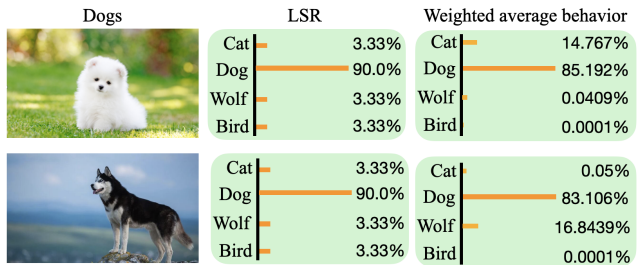 Dogs LSR Weighted average behavior
Cat 3.33% Cat 14.767%
Dog 90.0% Dog 85.192%
Wolf 3.33% Wolf 0.0409%
Bird 3.33% Bird 0.0001%
Cat 3.33% Cat 0.05%
Dog 90.0% Dog 83.106%
Wolf 3.33% Wolf 16.8439%
Bird 3.33% Bird 0.0001%